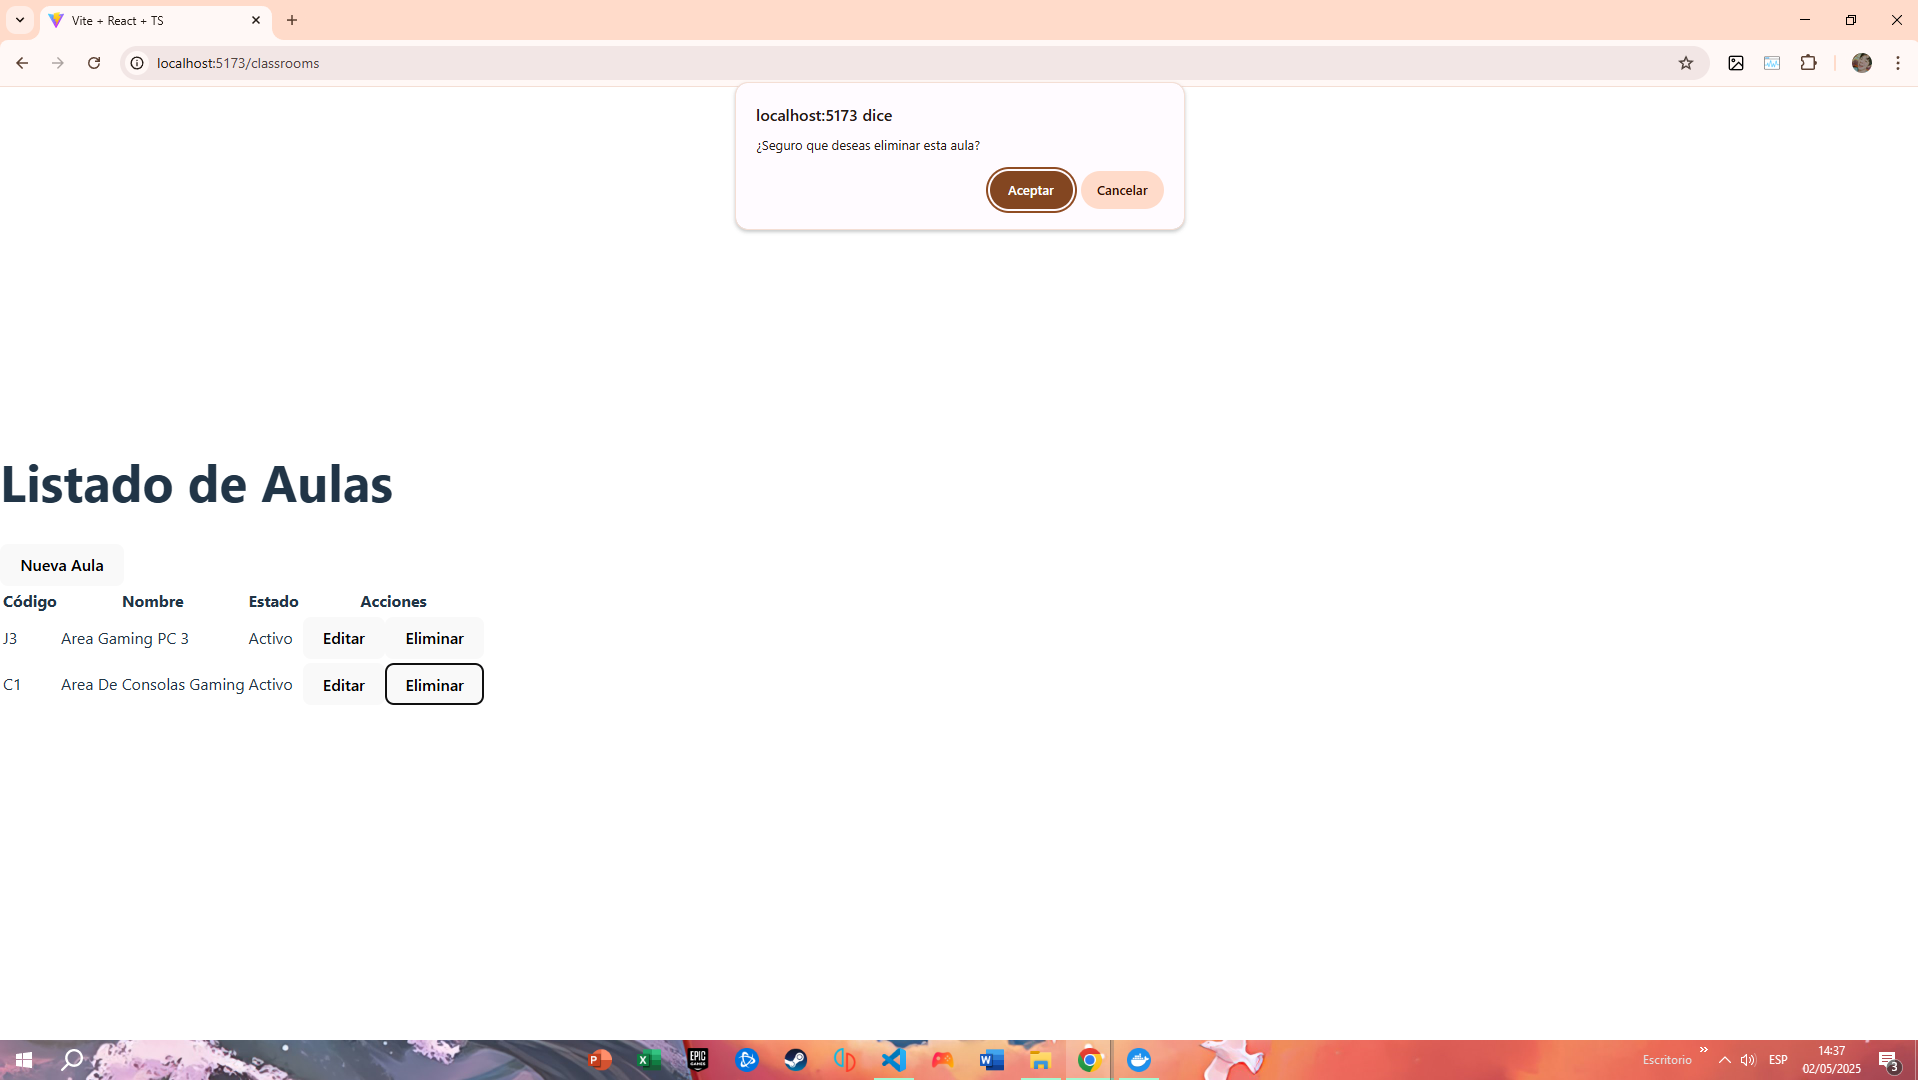 Vite + React + TS
localhost:5173/classrooms
localhost:5173 dice
¿Seguro que deseas eliminar esta aula?
Aceptar Cancelar
Listado de Aulas
Nueva Aula
Código Nombre Estado Acciones
J3 Area Gaming PC 3 Activo Editar Eliminar
C1 Area De Consolas Gaming Activo Editar Eliminar
Escritorio ESP 14:37
02/05/2025 3
EPIC
GAMES